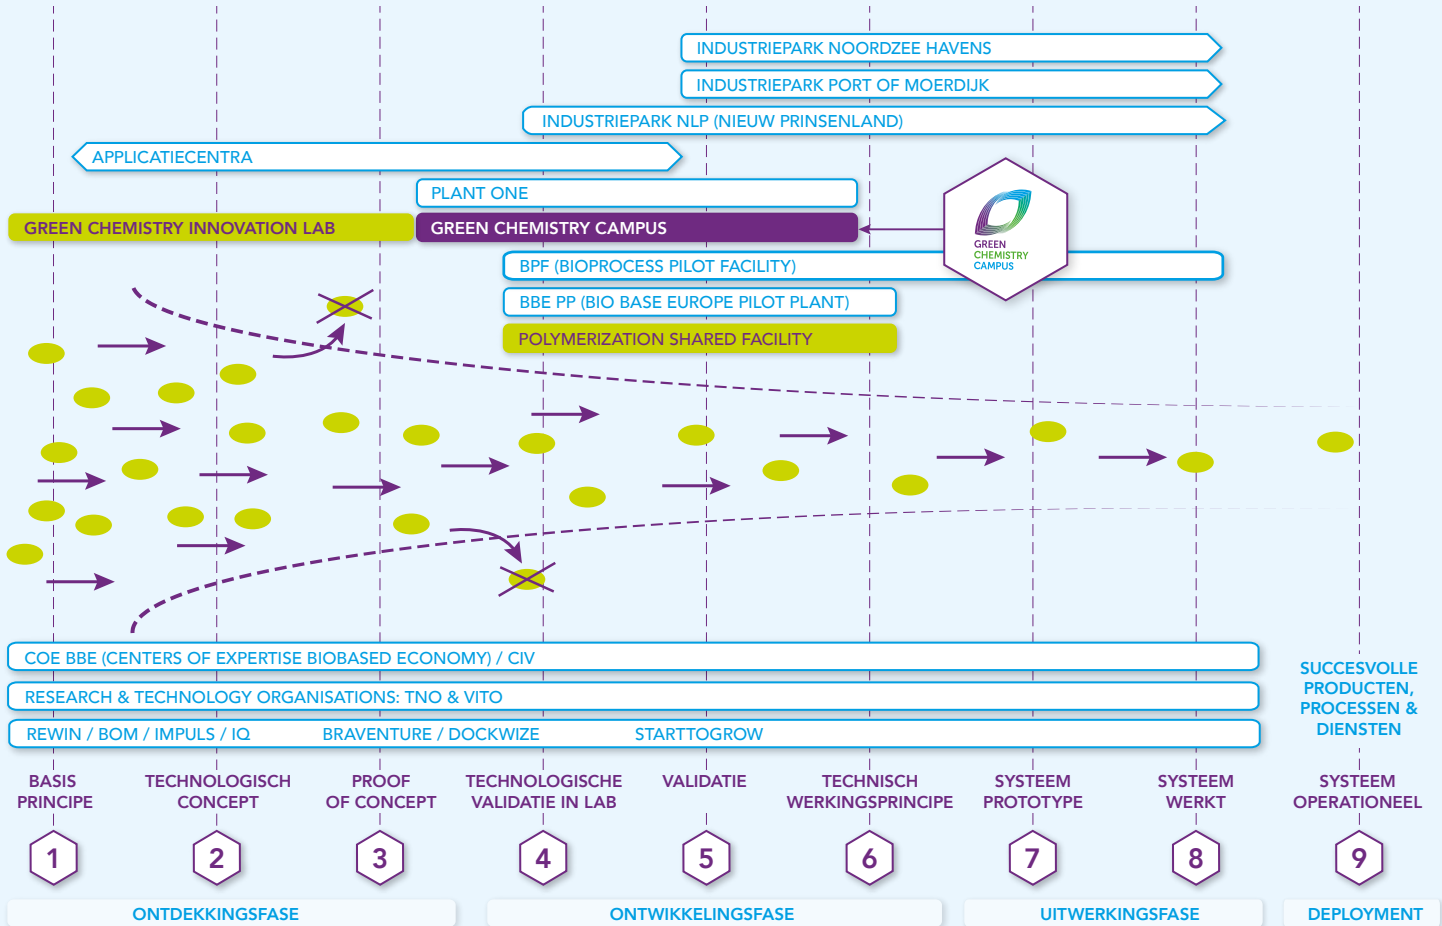 INDUSTRIEPARK NOORDZEE HAVENS
INDUSTRIEPARK PORT OF MOERDIJK
INDUSTRIEPARK NLP (NIEUW PRINSENLAND)
APPLICATIECENTRA
PLANT ONE
GREEN CHEMISTRY INNOVATION LAB
GREEN CHEMISTRY CAMPUS
GREEN
CHEMISTRY
CAMPUS
BPF (BIOPROCESS PILOT FACILITY)
BBE PP (BIO BASE EUROPE PILOT PLANT)
POLYMERIZATION SHARED FACILITY
COE BBE (CENTERS OF EXPERTISE BIOBASED ECONOMY) / CIV
RESEARCH & TECHNOLOGY ORGANISATIONS: TNO & VITO
REWIN / BOM / IMPULS / IQ BRAVENTURE / DOCKWIZE STARTTOGROW
SUCCESVOLLE
PRODUCTEN,
PROCESSEN &
DIENSTEN
BASIS
PRINCIPE
TECHNOLOGISCH
CONCEPT
PROOF
OF CONCEPT
TECHNOLOGISCHE
VALIDATIE IN LAB
VALIDATIE
TECHNISCH
WERKINGSPRINCIPE
SYSTEEM
PROTOTYPE
SYSTEEM
WERKT
SYSTEEM
OPERATIONEEL
1 2 3 4 5 6 7 8 9
ONTDEKKINGSFASE ONTWIKKELINGSFASE UITWERKINGSFASE DEPLOYMENT